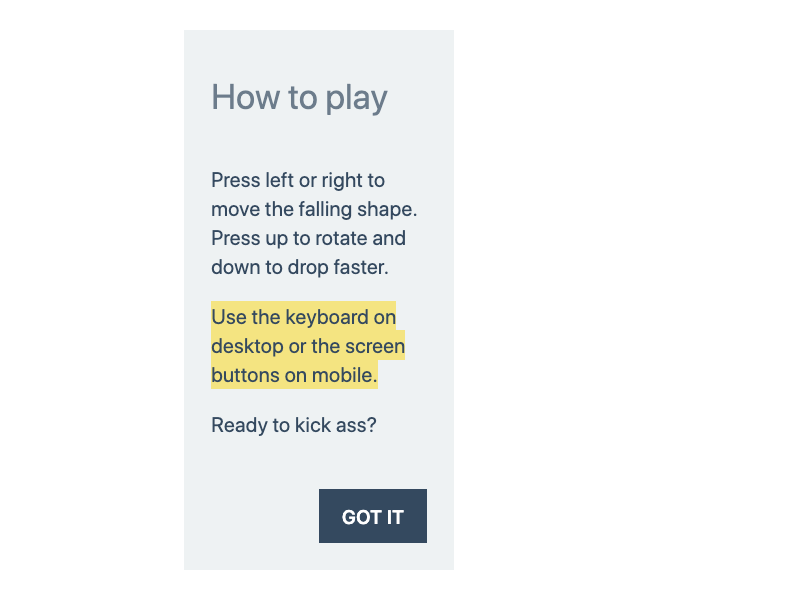 How to play
Press left or right to
move the falling shape.
Press up to rotate and
down to drop faster.
Use the keyboard on
desktop or the screen
buttons on mobile.
Ready to kick ass?
GOT IT